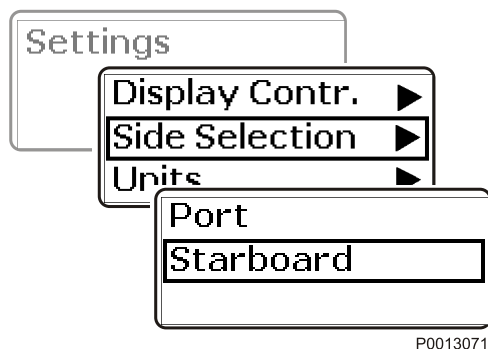 Settings
Display Contr.
Side Selection
Units
Port
Starboard
P0013071